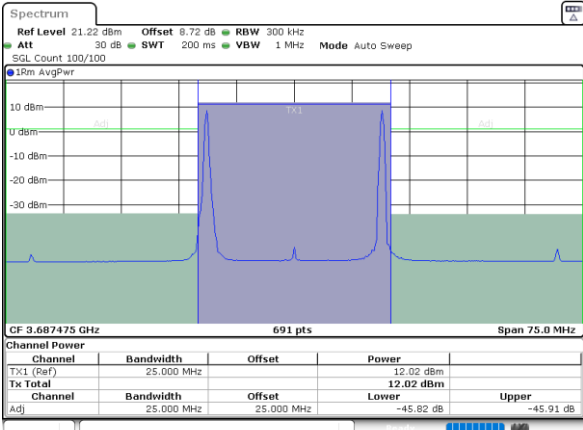 Spectrum
Ref Level 21.22 dBm Offset 8.72 dB RBW 300 kHz
Att 30 dB SWT 200 ms VBW 1 MHz Mode Auto Sweep
SGL Count 100/100
1Rm AvgPwr
10 dBm
TX1
Adj Adj
0 dBm
-10 dBm
-20 dBm
-30 dBm
CF 3.687475 GHz 691 pts Span 75.0 MHz
Channel Power
Channel Bandwidth Offset Power
TX1 (Ref) 25.000 MHz 12.02 dBm
Tx Total 12.02 dBm
Channel Bandwidth Offset Lower Upper
Adj 25.000 MHz 25.000 MHz -45.82 dB -45.91 dB